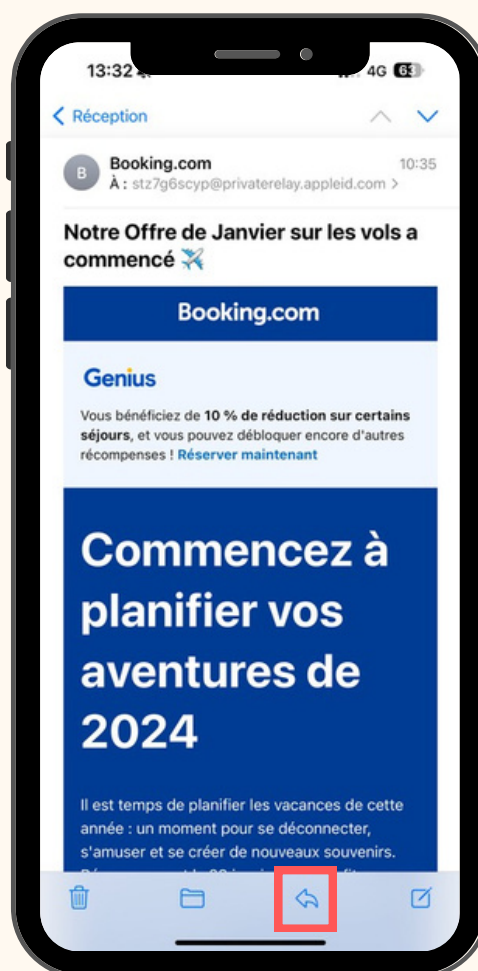 13:32
4G 63
Réception
B
Booking.com 10:35
À : stz7g6scyp@privaterelay.appleid.com >
Notre Offre de Janvier sur les vols a
commencé
Booking.com
Genius
Vous bénéficiez de 10 % de réduction sur certains
séjours, et vous pouvez débloquer encore d'autres
récompenses ! Réserver maintenant
Commencez à
planifier vos
aventures de
2024
Il est temps de planifier les vacances de cette
année : un moment pour se déconnecter,
s'amuser et se créer de nouveaux souvenirs.